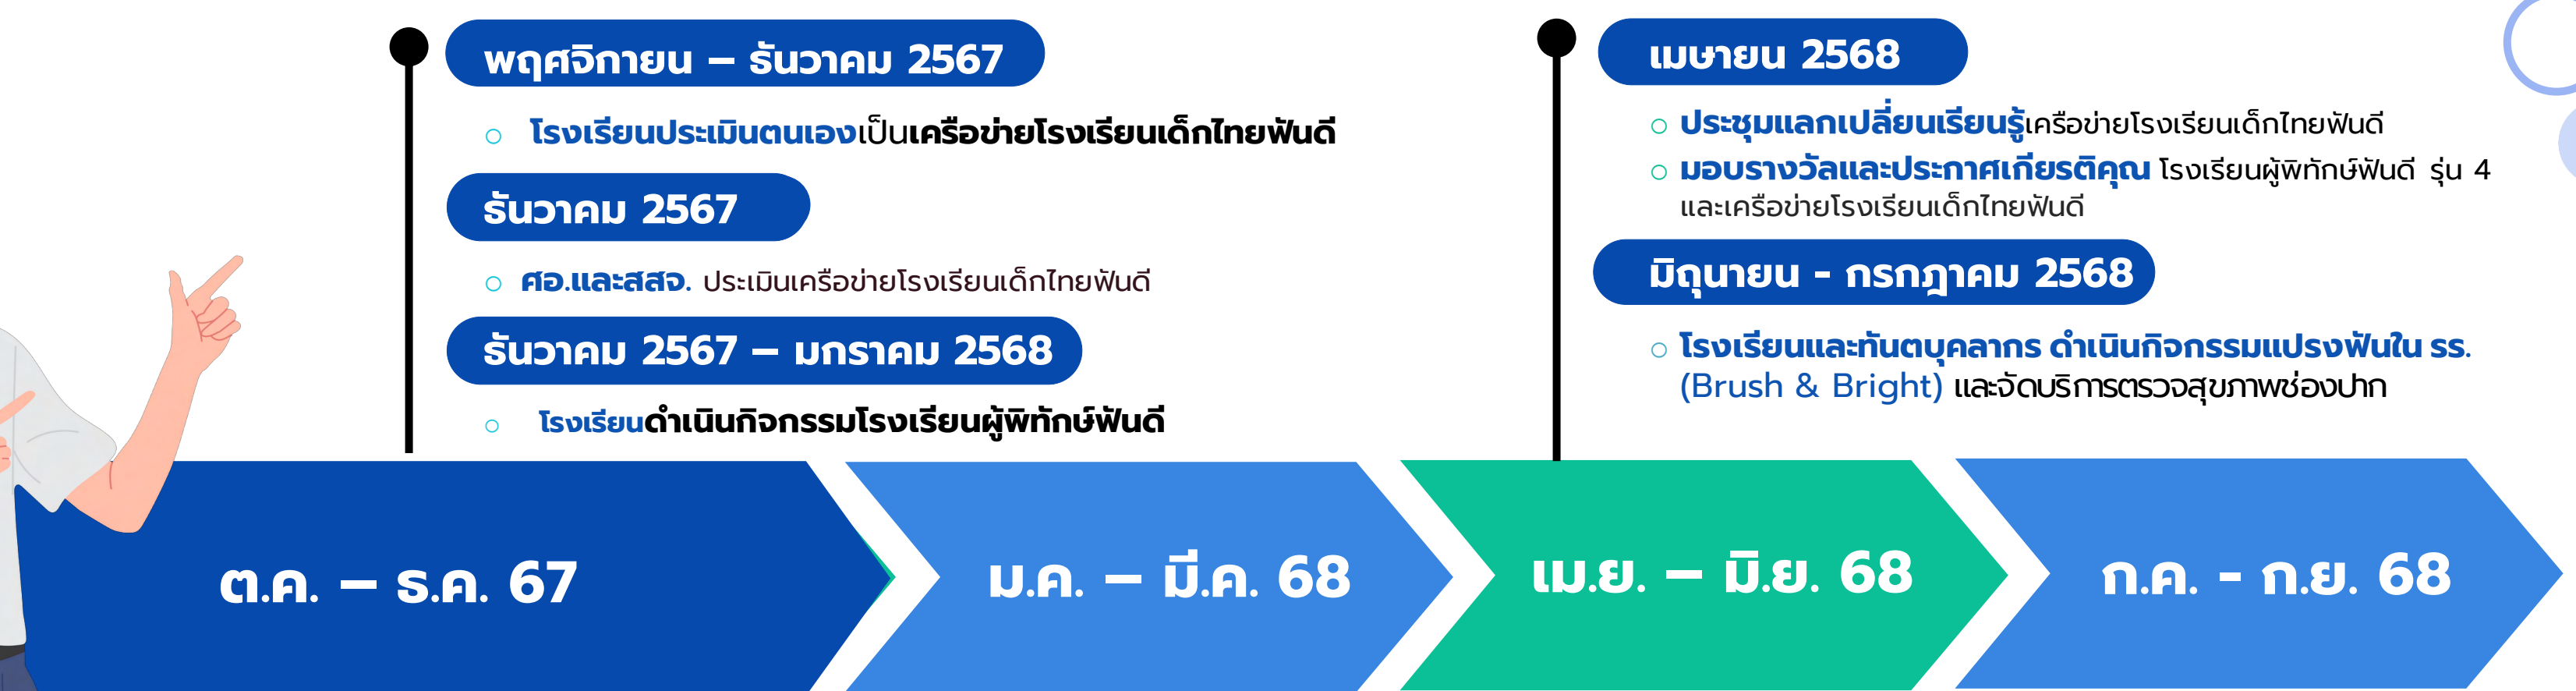 พฤศจิกายน – ธันวาคม 2567
โรงเรียนประเมินตนเองเป็นเครือข่ายโรงเรียนเด็กไทยฟันดี
ธันวาคม 2567
ศอ.และสสจ. ประเมินเครือข่ายโรงเรียนเด็กไทยฟันดี
ธันวาคม 2567 – มกราคม 2568
โรงเรียนดำเนินกิจกรรมโรงเรียนผู้พิทักษ์ฟันดี
เมษายน 2568
ประชุมแลกเปลี่ยนเรียนรู้เครือข่ายโรงเรียนเด็กไทยฟันดี
มอบรางวัลและประกาศเกียรติคุณ โรงเรียนผู้พิทักษ์ฟันดี รุ่น 4
และเครือข่ายโรงเรียนเด็กไทยฟันดี
มิถุนายน - กรกฎาคม 2568
โรงเรียนและทันตบุคลากร ดำเนินกิจกรรมแปรงฟันใน รร.
(Brush & Bright) และจัดบริการตรวจสุขภาพช่องปาก
ต.ค. – ธ.ค. 67
ม.ค. – มี.ค. 68
เม.ย. – มิ.ย. 68
ก.ค. - ก.ย. 68